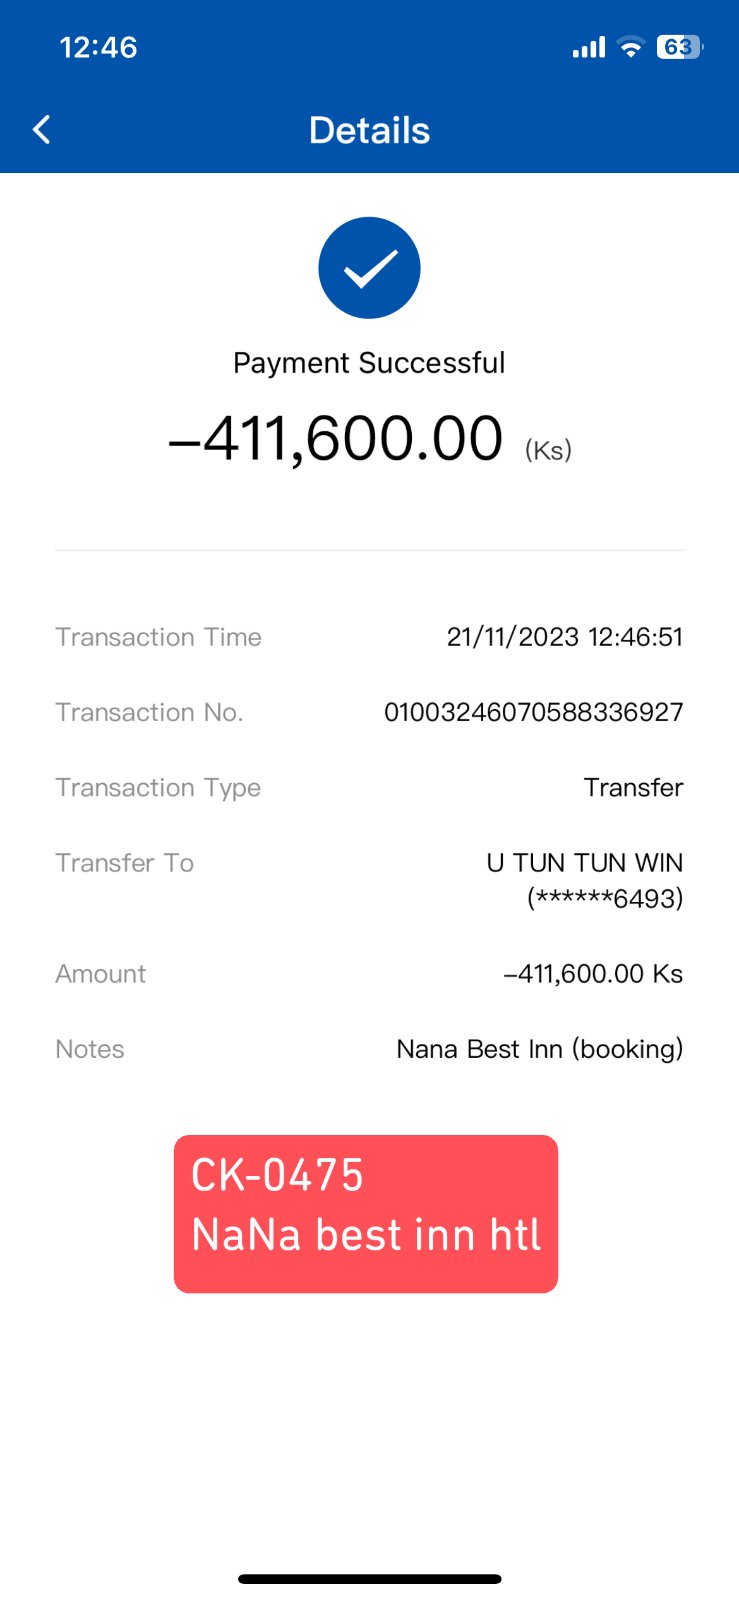 12:46
63
Details
Payment Successful
-411,600.00 (Ks)
Transaction Time 21/11/2023 12:46:51
Transaction No. 01003246070588336927
Transaction Type Transfer
Transfer To U TUN TUN WIN
(******6493)
Amount -411,600.00 Ks
Notes Nana Best Inn (booking)
CK-0475
NaNa best inn htl